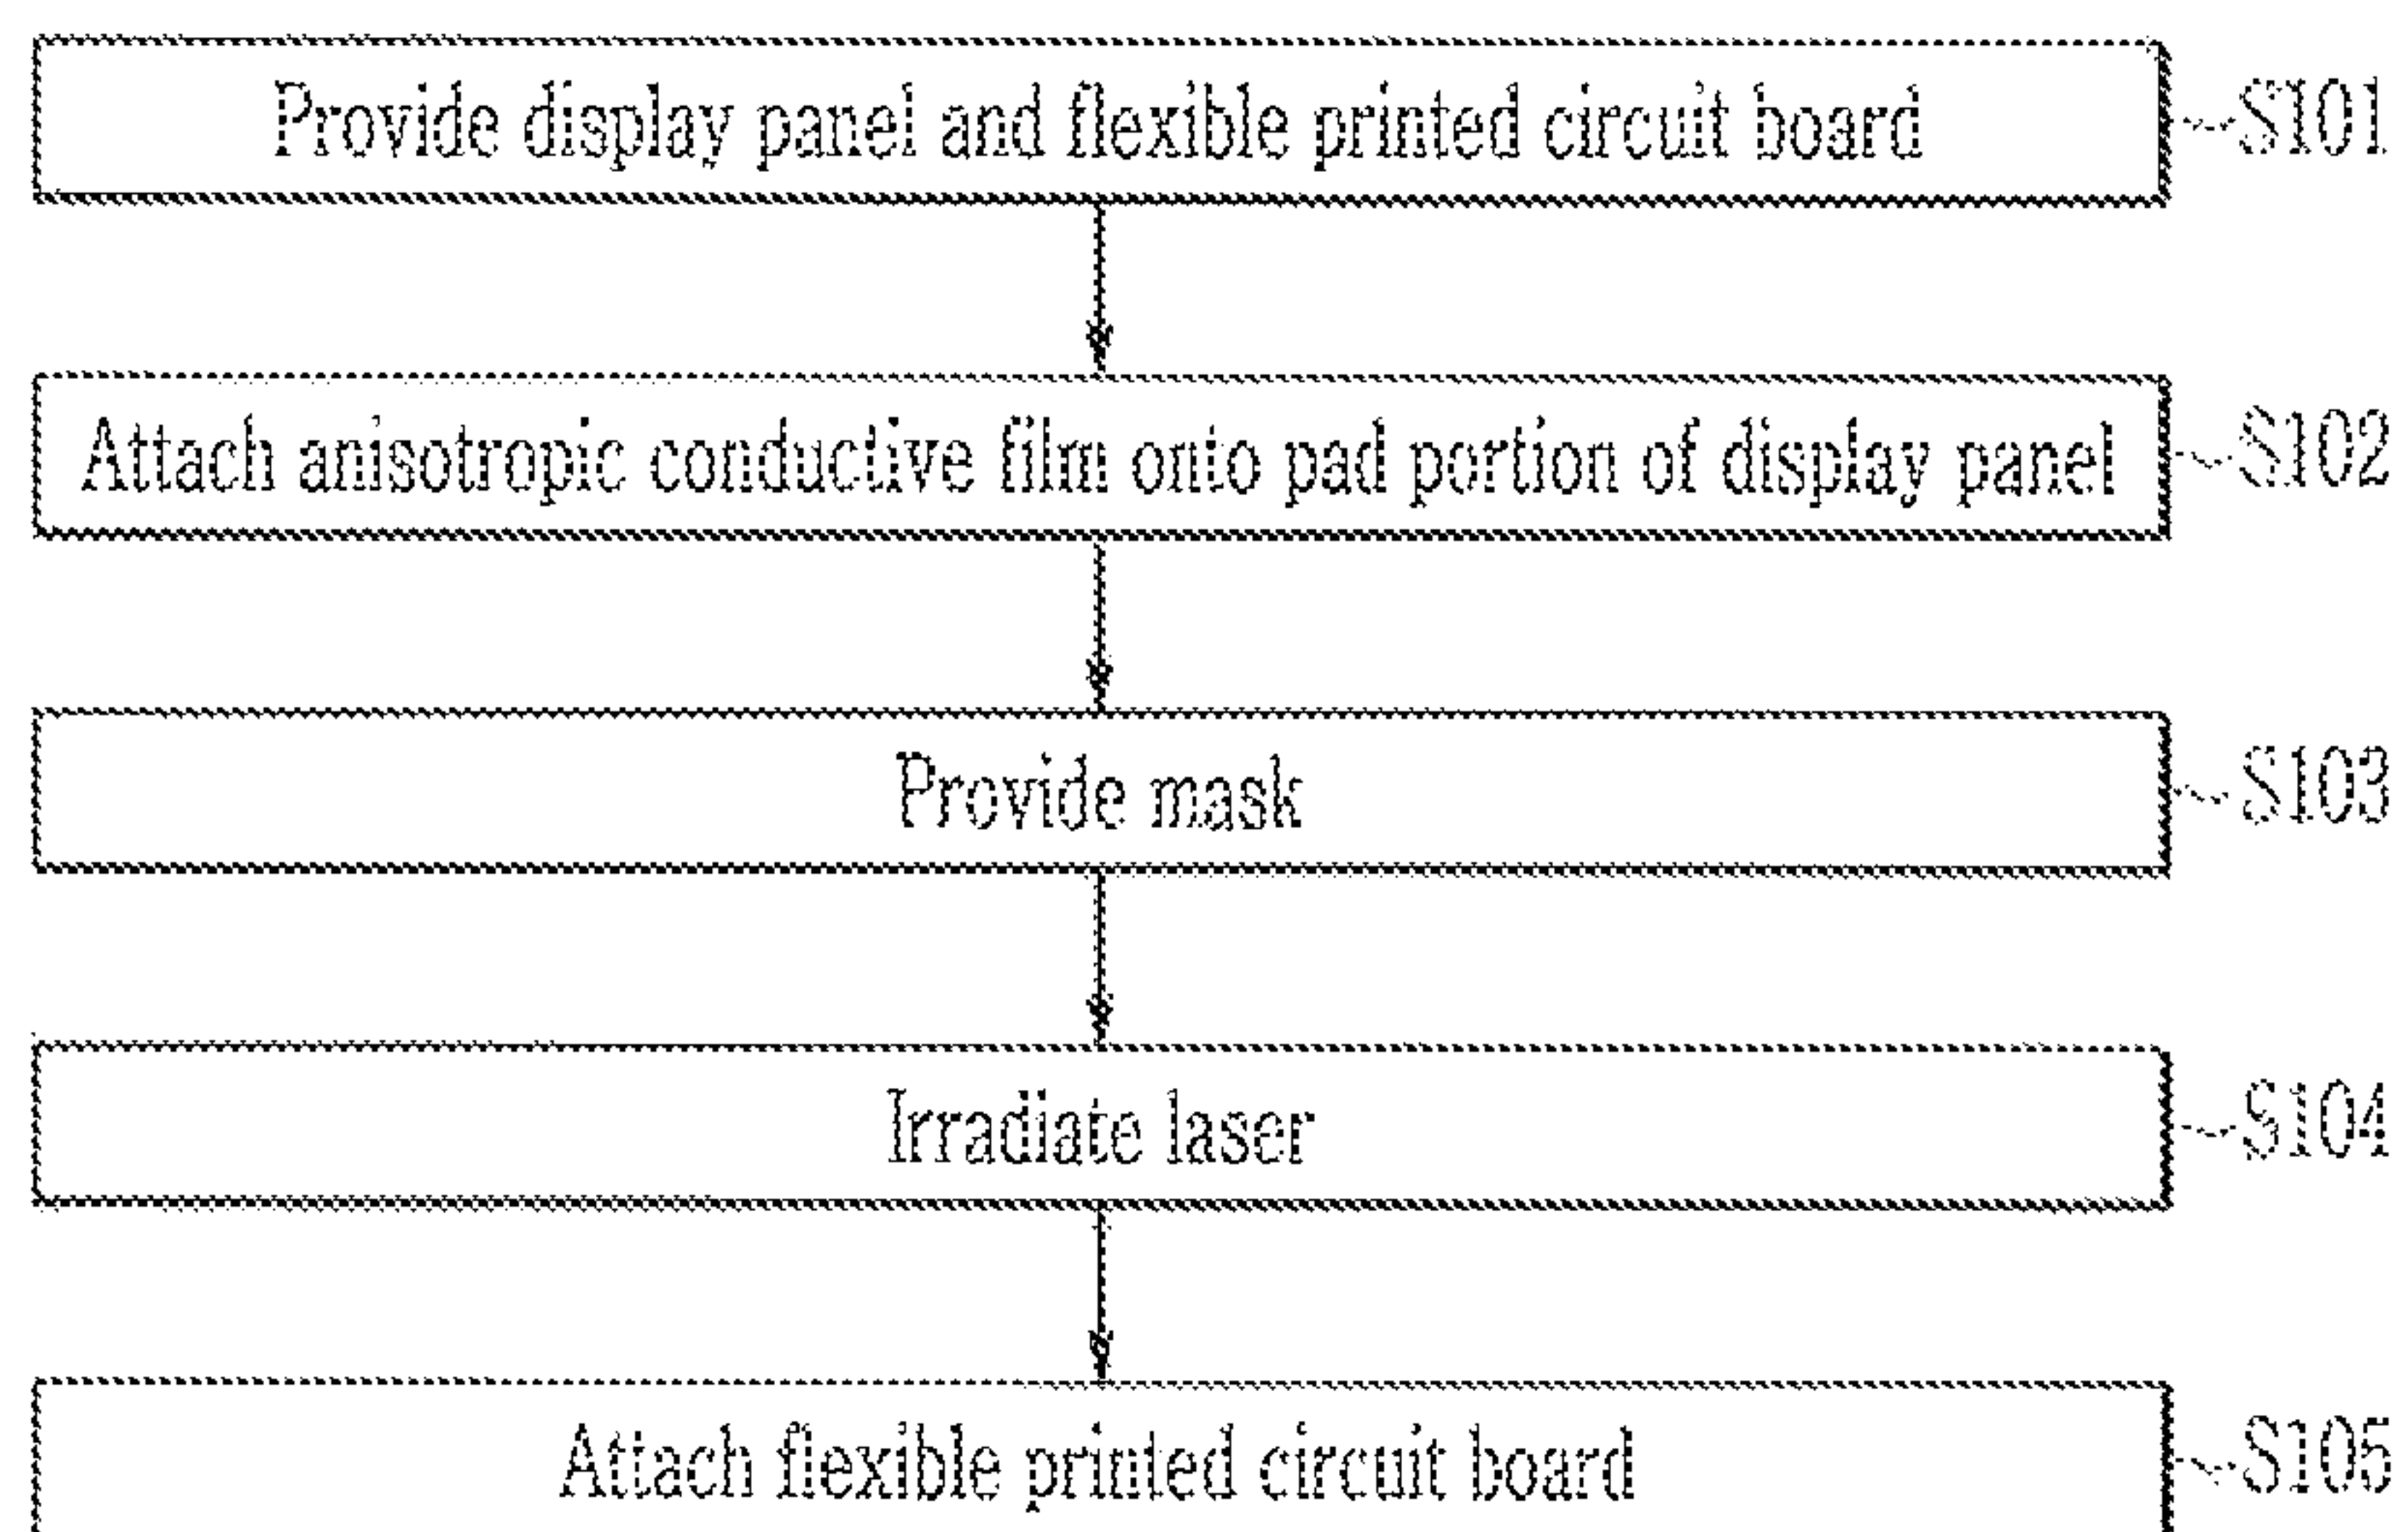 Provide display panel and flexible printed circuit board S101
Attach anisotropic conductive film onto pad portion of display panel S102
Provide mask S103
Irradiate laser S104
Attach flexible printed circuit board S105